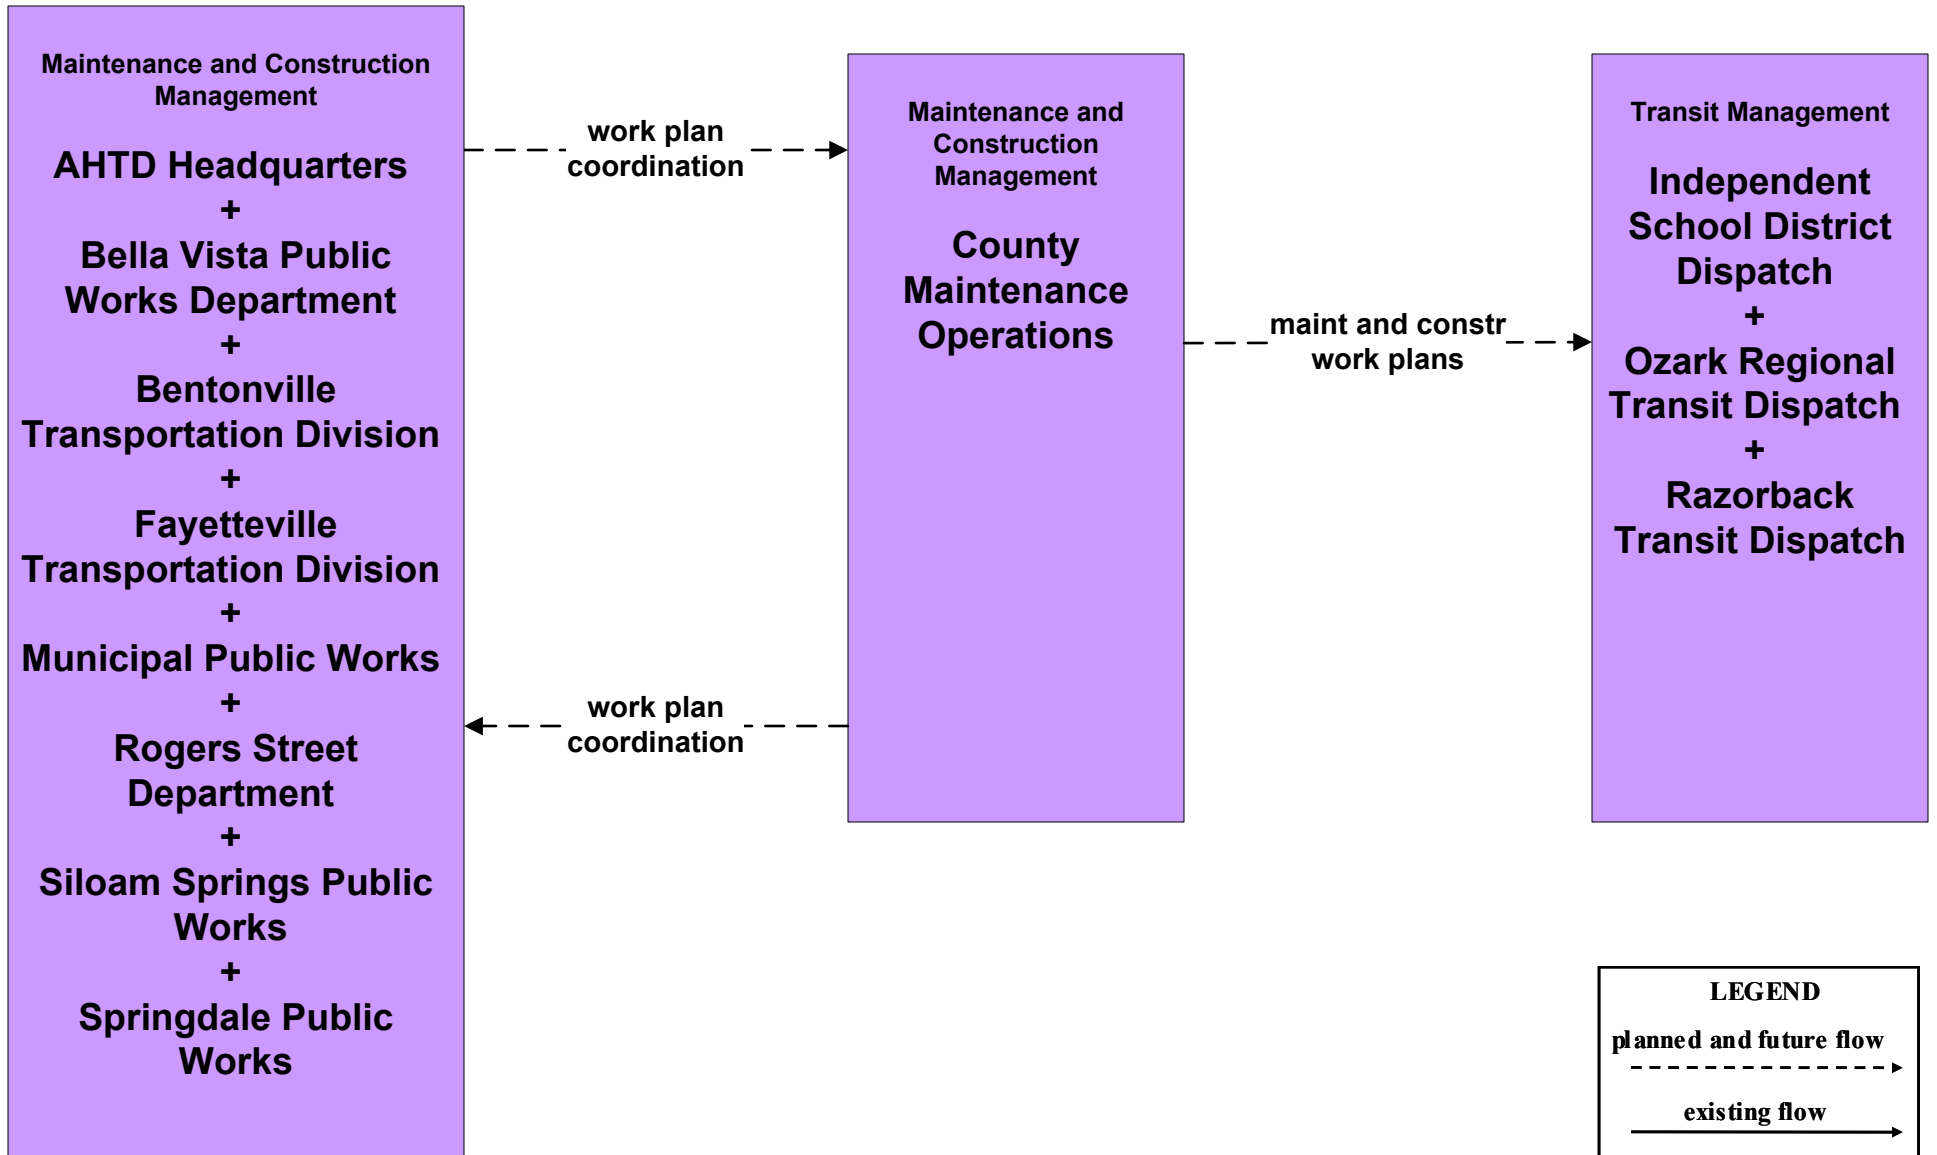 Maintenance and Construction
Management
AHTD Headquarters
+
Bella Vista Public
Works Department
+
Bentonville
Transportation Division
+
Fayetteville
Transportation Division
+
Municipal Public Works
+
Rogers Street
Department
+
Siloam Springs Public
Works
+
Springdale Public
Works
work plan
coordination
work plan
coordination
Maintenance and
Construction
Management
County
Maintenance
Operations
maint and constr
work plans
Transit Management
Independent
School District
Dispatch
+
Ozark Regional
Transit Dispatch
+
Razorback
Transit Dispatch
LEGEND
planned and future flow
existing flow